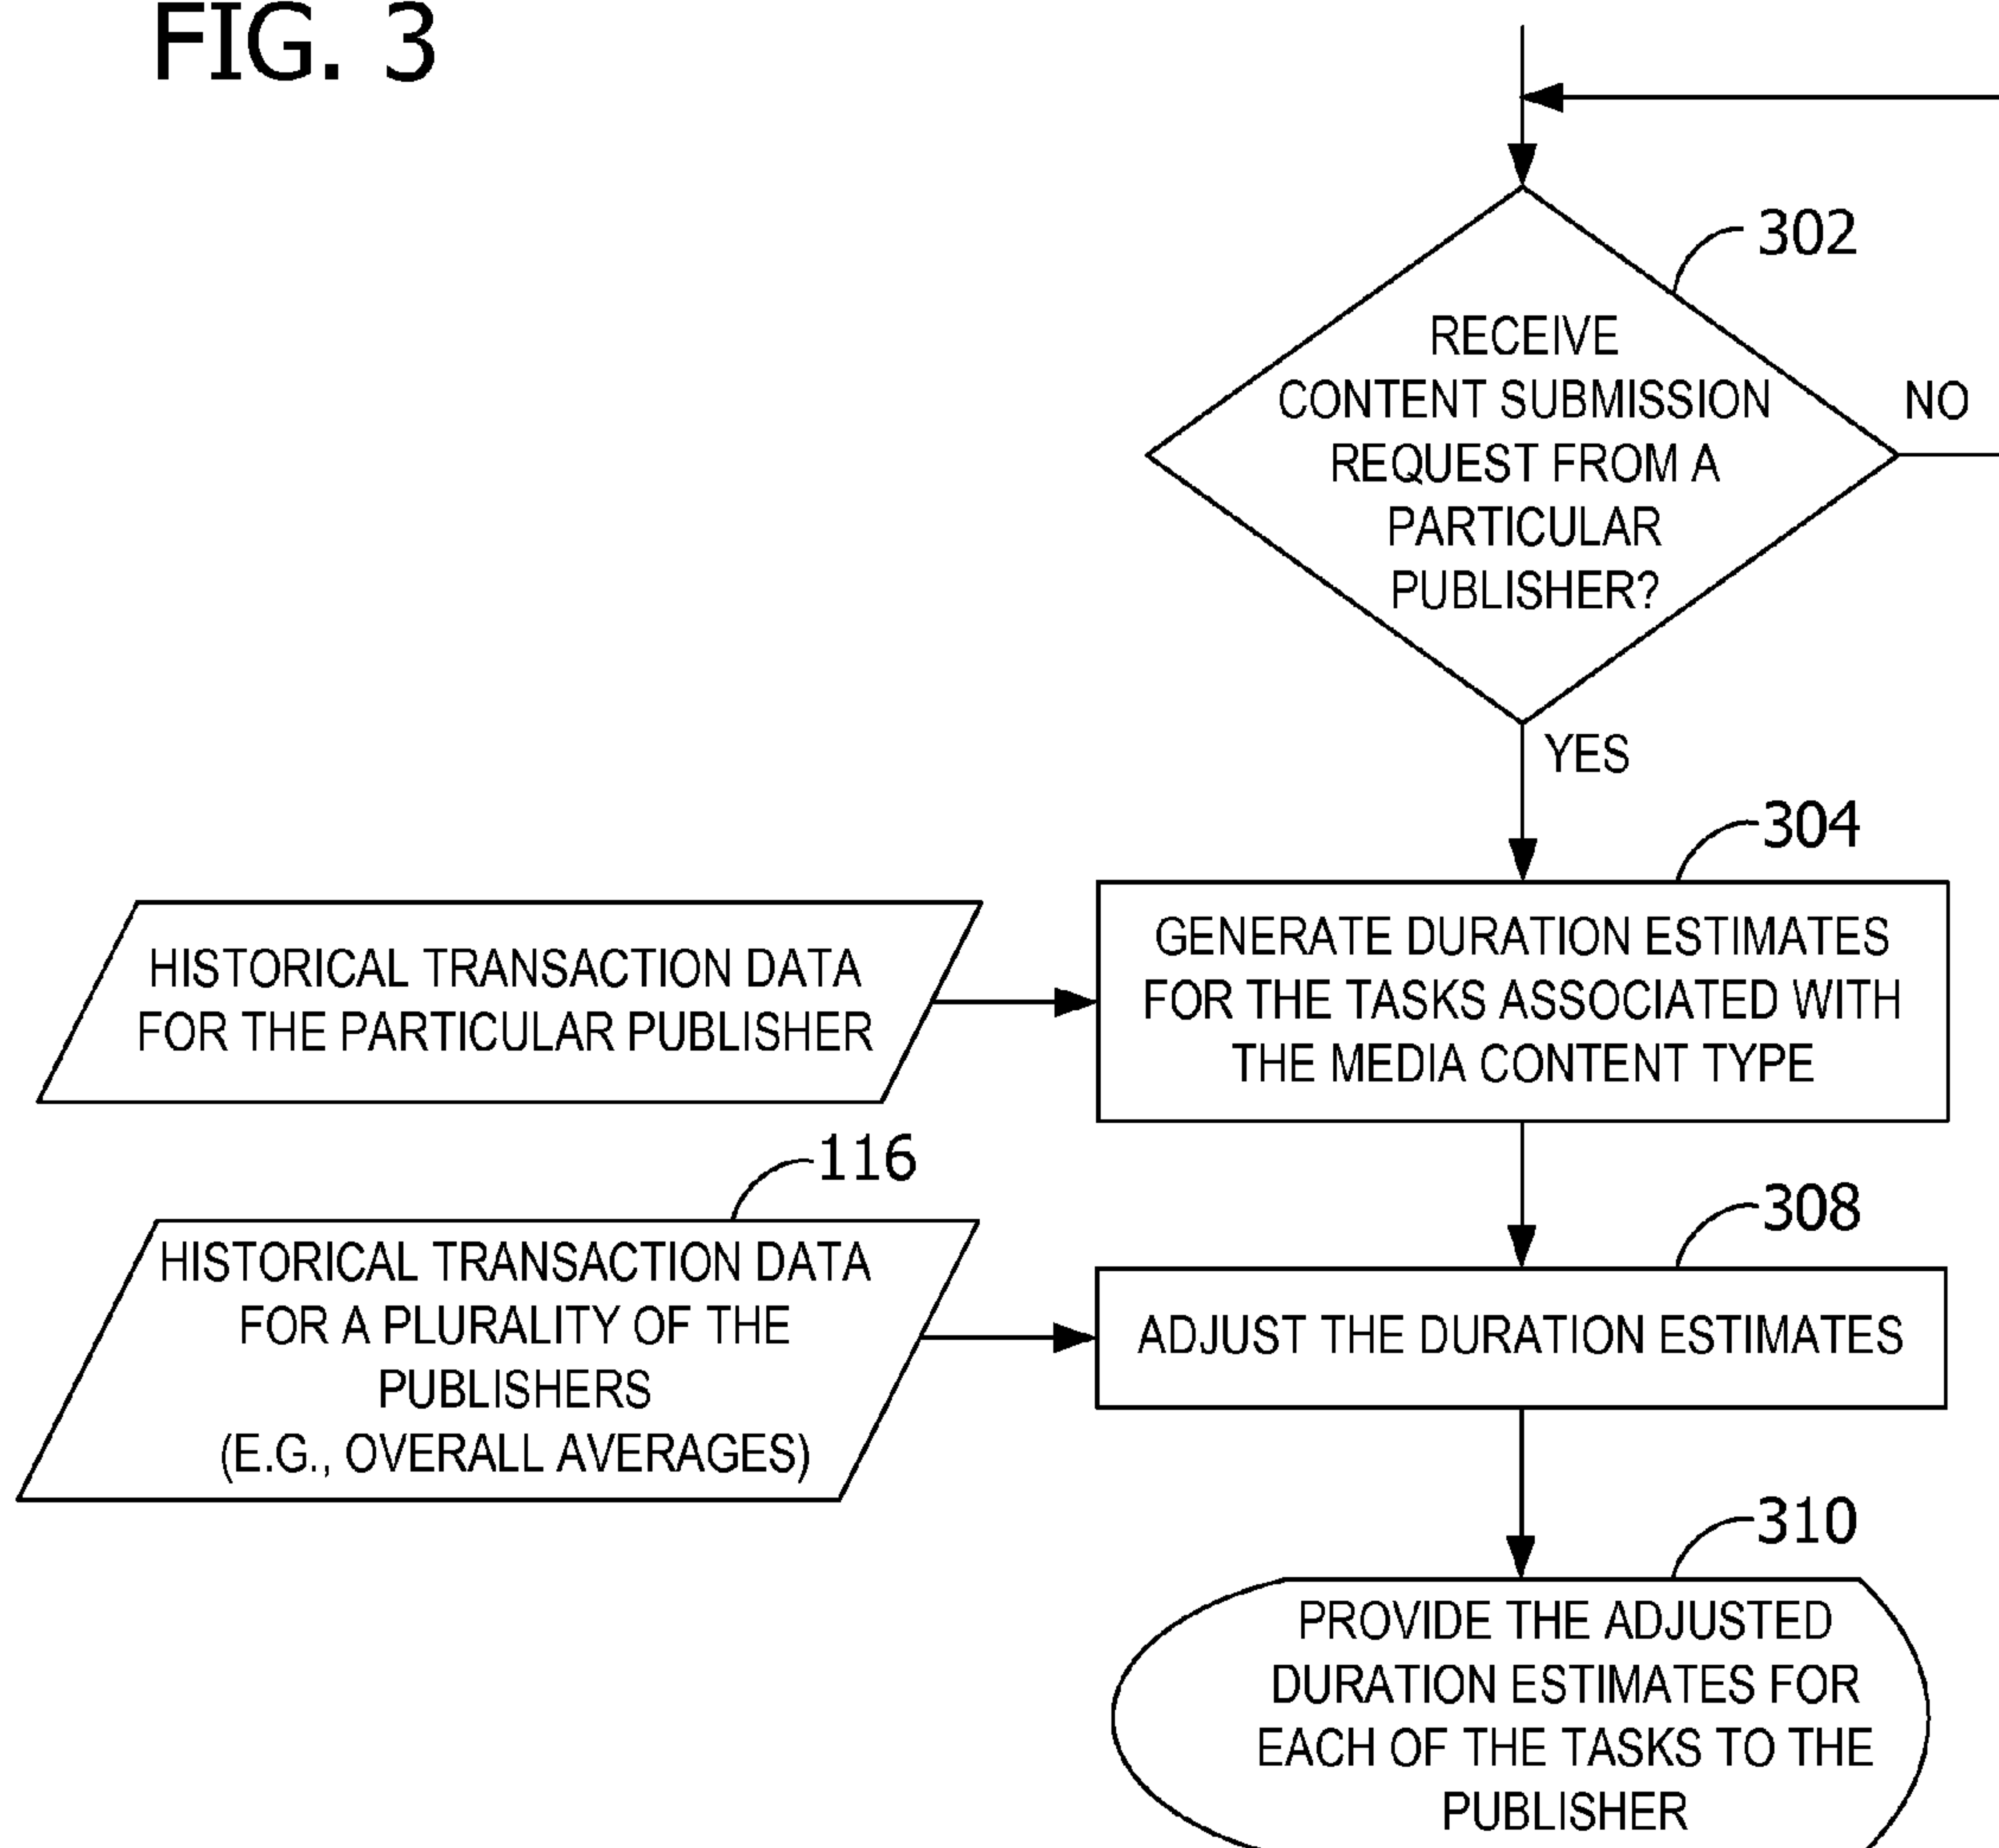 FIG. 3
302
RECEIVE
CONTENT SUBMISSION
REQUEST FROM A
PARTICULAR
PUBLISHER?
NO
YES
304
HISTORICAL TRANSACTION DATA
FOR THE PARTICULAR PUBLISHER
GENERATE DURATION ESTIMATES
FOR THE TASKS ASSOCIATED WITH
THE MEDIA CONTENT TYPE
116
HISTORICAL TRANSACTION DATA
FOR A PLURALITY OF THE
PUBLISHERS
(E.G., OVERALL AVERAGES)
308
ADJUST THE DURATION ESTIMATES
310
PROVIDE THE ADJUSTED
DURATION ESTIMATES FOR
EACH OF THE TASKS TO THE
PUBLISHER